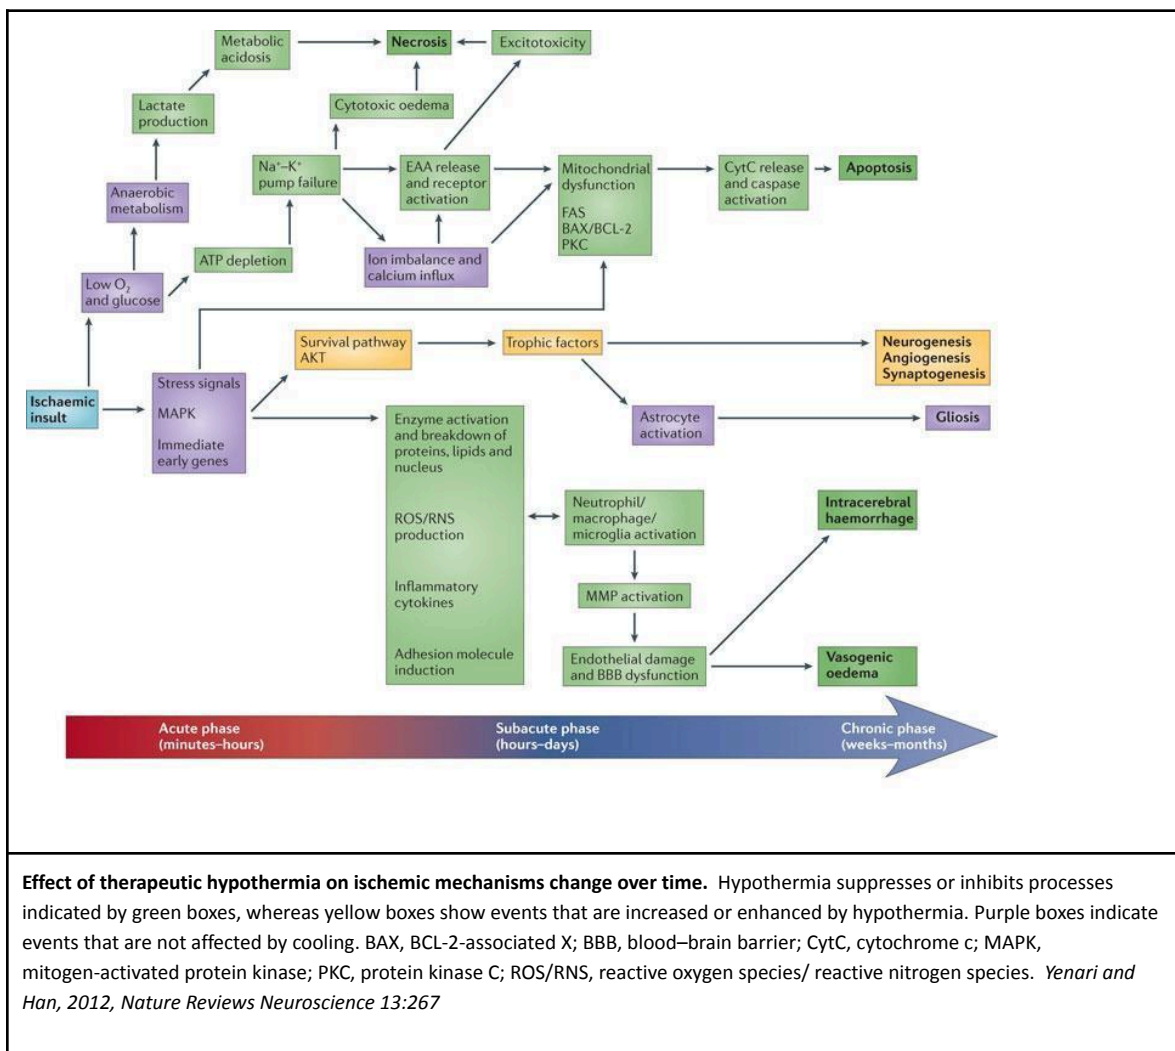 Metabolic
acidosis
Necrosis
Excitotoxicity
Lactate
production
Cytotoxic oedema
Na⁺–K⁺
pump failure
EAA release
and receptor
activation
Mitochondrial
dysfunction
FAS
BAX/BCL-2
PKC
CytC release
and caspase
activation
Apoptosis
Anaerobic
metabolism
ATP depletion
Ion imbalance and
calcium influx
Low O₂
and glucose
Survival pathway
AKT
Trophic factors
Neurogenesis
Angiogenesis
Synaptogenesis
Ischaemic
insult
Stress signals
MAPK
Immediate
early genes
Astrocyte
activation
Gliosis
Enzyme activation
and breakdown of
proteins, lipids and
nucleus
ROS/RNS
production
Inflammatory
cytokines
Adhesion molecule
induction
Neutrophil/
macrophage/
microglia activation
MMP activation
Endothelial damage
and BBB dysfunction
Intracerebral
haemorrhage
Vasogenic
oedema
Acute phase
(minutes–hours)
Subacute phase
(hours–days)
Chronic phase
(weeks–months)
Effect of therapeutic hypothermia on ischemic mechanisms change over time. Hypothermia suppresses or inhibits processes
indicated by green boxes, whereas yellow boxes show events that are increased or enhanced by hypothermia. Purple boxes indicate
events that are not affected by cooling. BAX, BCL-2-associated X; BBB, blood–brain barrier; CytC, cytochrome c; MAPK,
mitogen-activated protein kinase; PKC, protein kinase C; ROS/RNS, reactive oxygen species/ reactive nitrogen species. Yenari and
Han, 2012, Nature Reviews Neuroscience 13:267